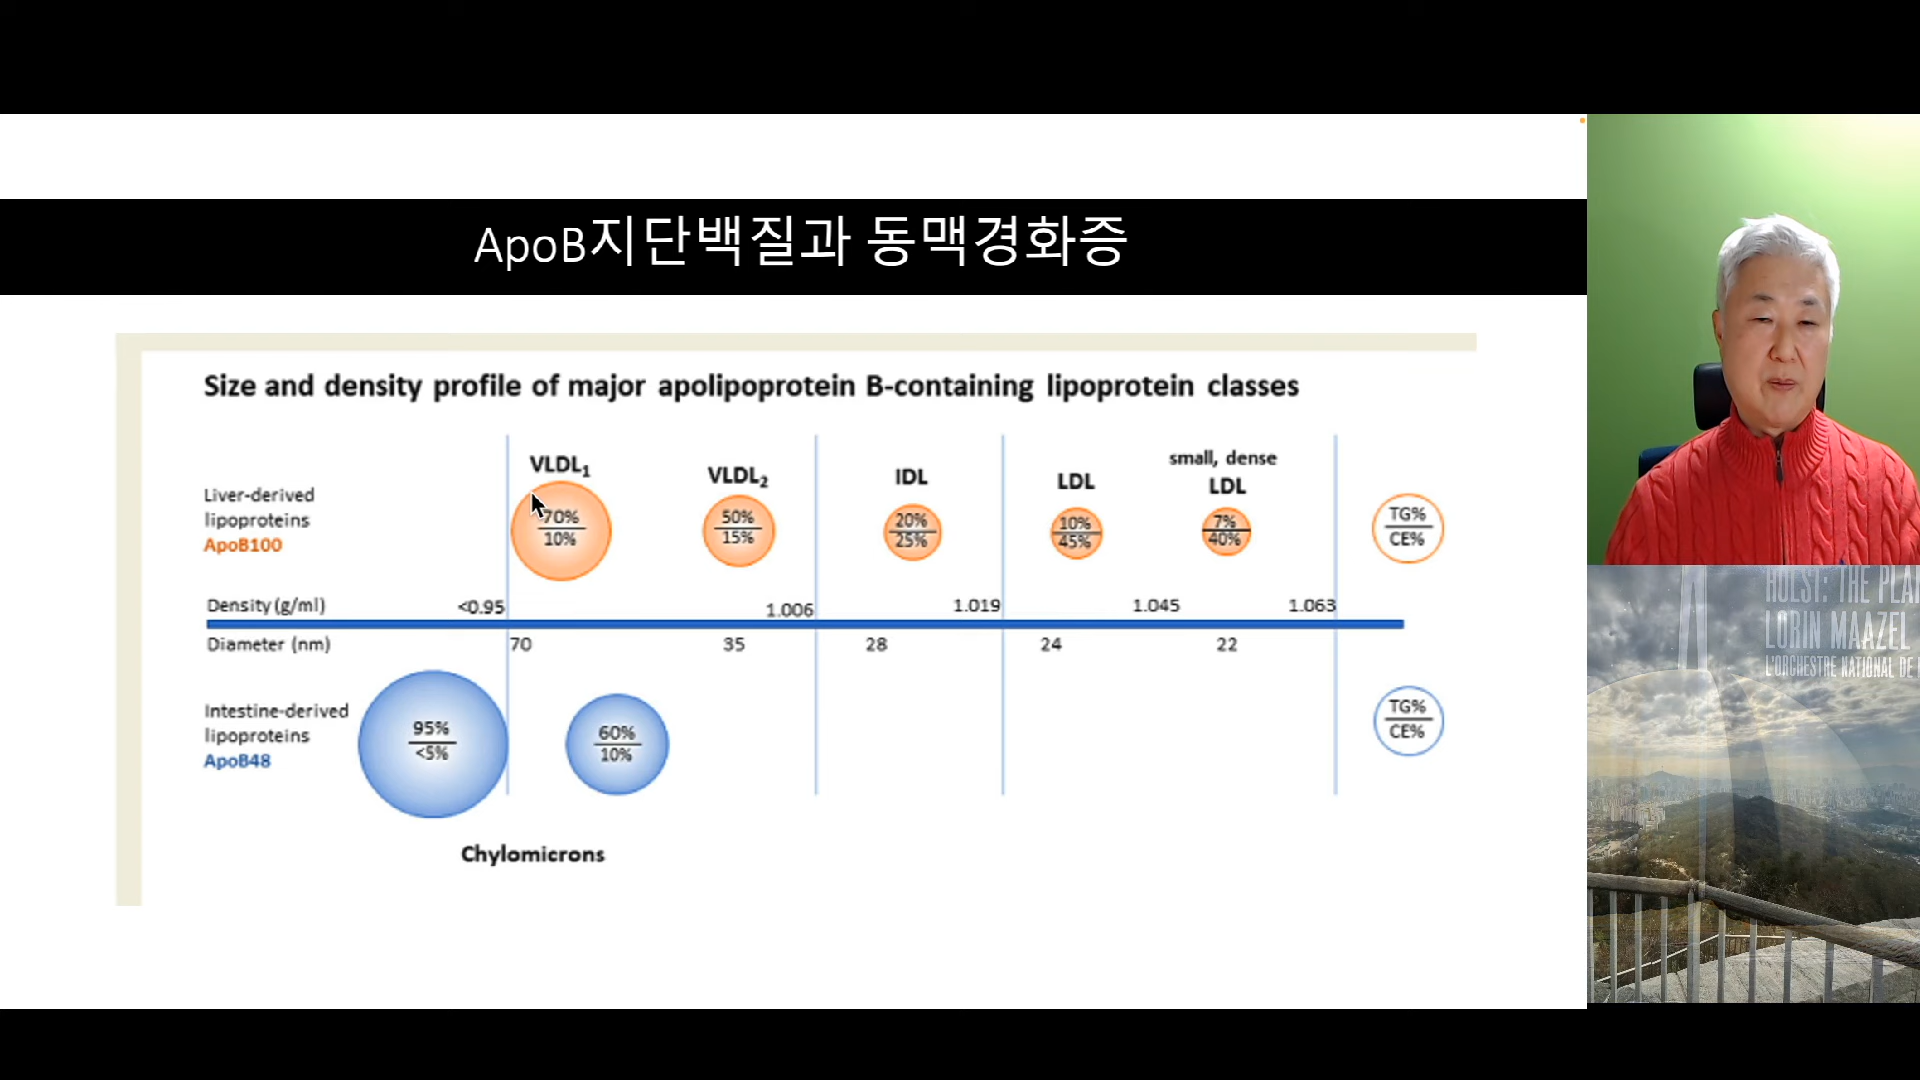 ApoB지단백질과 동맥경화증
Size and density profile of major apolipoprotein B-containing lipoprotein classes
VLDL1
VLDL2
IDL
LDL
small, dense
LDL
Liver-derived
lipoproteins
ApoB100
70%
10%
50%
15%
20%
25%
10%
45%
7%
40%
TG%
CE%
Density (g/ml)
<0.95
1.006
1.019
1.045
1.063
Diameter (nm)
70
35
28
24
22
Intestine-derived
lipoproteins
ApoB48
95%
<5%
60%
10%
TG%
CE%
Chylomicrons
HOLST: THE PLA
LORIN MAAZEL
L'ORCHESTRE NATIONAL DE